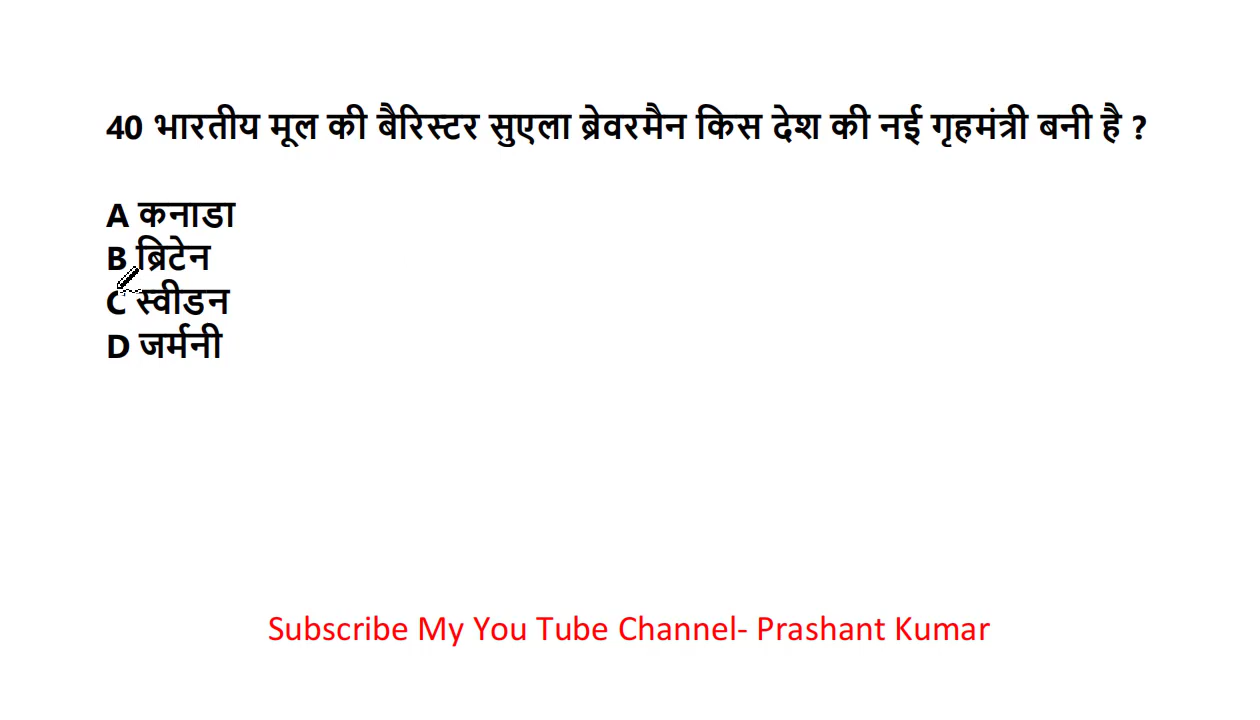 40 भारतीय मूल की बैरिस्टर सुएला ब्रेवरमैन किस देश की नई गृहमंत्री बनी है ?
A कनाडा
B ब्रिटेन
C स्वीडन
D जर्मनी
Subscribe My You Tube Channel- Prashant Kumar